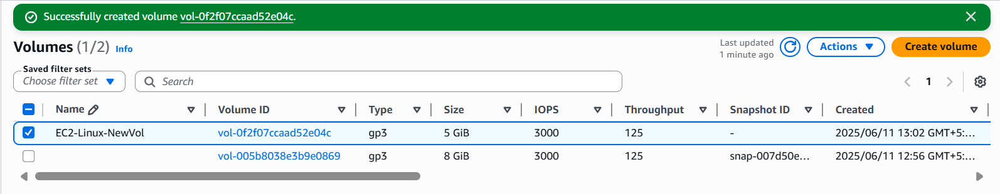 Successfully created volume vol-0f2f07ccaad52e04c.
Volumes (1/2) Info
Last updated
1 minute ago
Actions
Create volume
Saved filter sets
Choose filter set
Search
1
Name Volume ID Type Size IOPS Throughput Snapshot ID Created
EC2-Linux-NewVol vol-0f2f07ccaad52e04c gp3 5 GiB 3000 125 - 2025/06/11 13:02 GMT+5:...
vol-005b8038e3b9e0869 gp3 8 GiB 3000 125 snap-007d50e... 2025/06/11 12:56 GMT+5:...